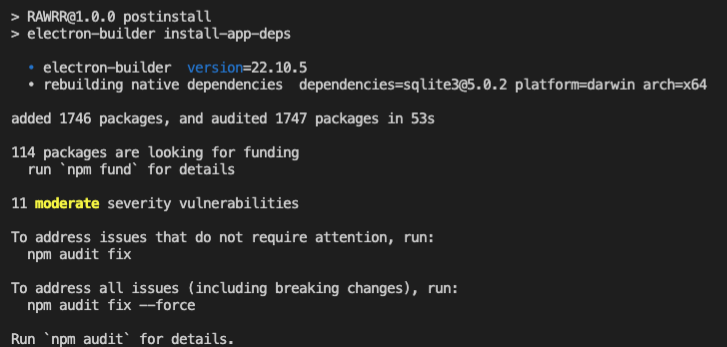 > RAWRR@1.0.0 postinstall
> electron-builder install-app-deps
• electron-builder  version=22.10.5
• rebuilding native dependencies  dependencies=sqlite3@5.0.2 platform=darwin arch=x64
added 1746 packages, and audited 1747 packages in 53s
114 packages are looking for funding
run `npm fund` for details
11 moderate severity vulnerabilities
To address issues that do not require attention, run:
npm audit fix
To address all issues (including breaking changes), run:
npm audit fix --force
Run `npm audit` for details.